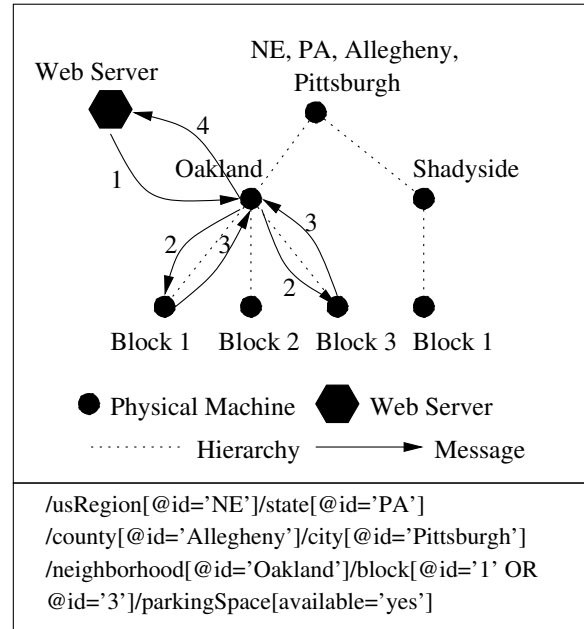 NE, PA, Allegheny,
Pittsburgh
Web Server
4
1
Oakland
Shadyside
2
3
3
2
Block 1
Block 2
Block 3
Block 1
Physical Machine
Web Server
Hierarchy
Message
/usRegion[@id='NE']/state[@id='PA']
/county[@id='Allegheny']/city[@id='Pittsburgh']
/neighborhood[@id='Oakland']/block[@id='1' OR
@id='3']/parkingSpace[available='yes']